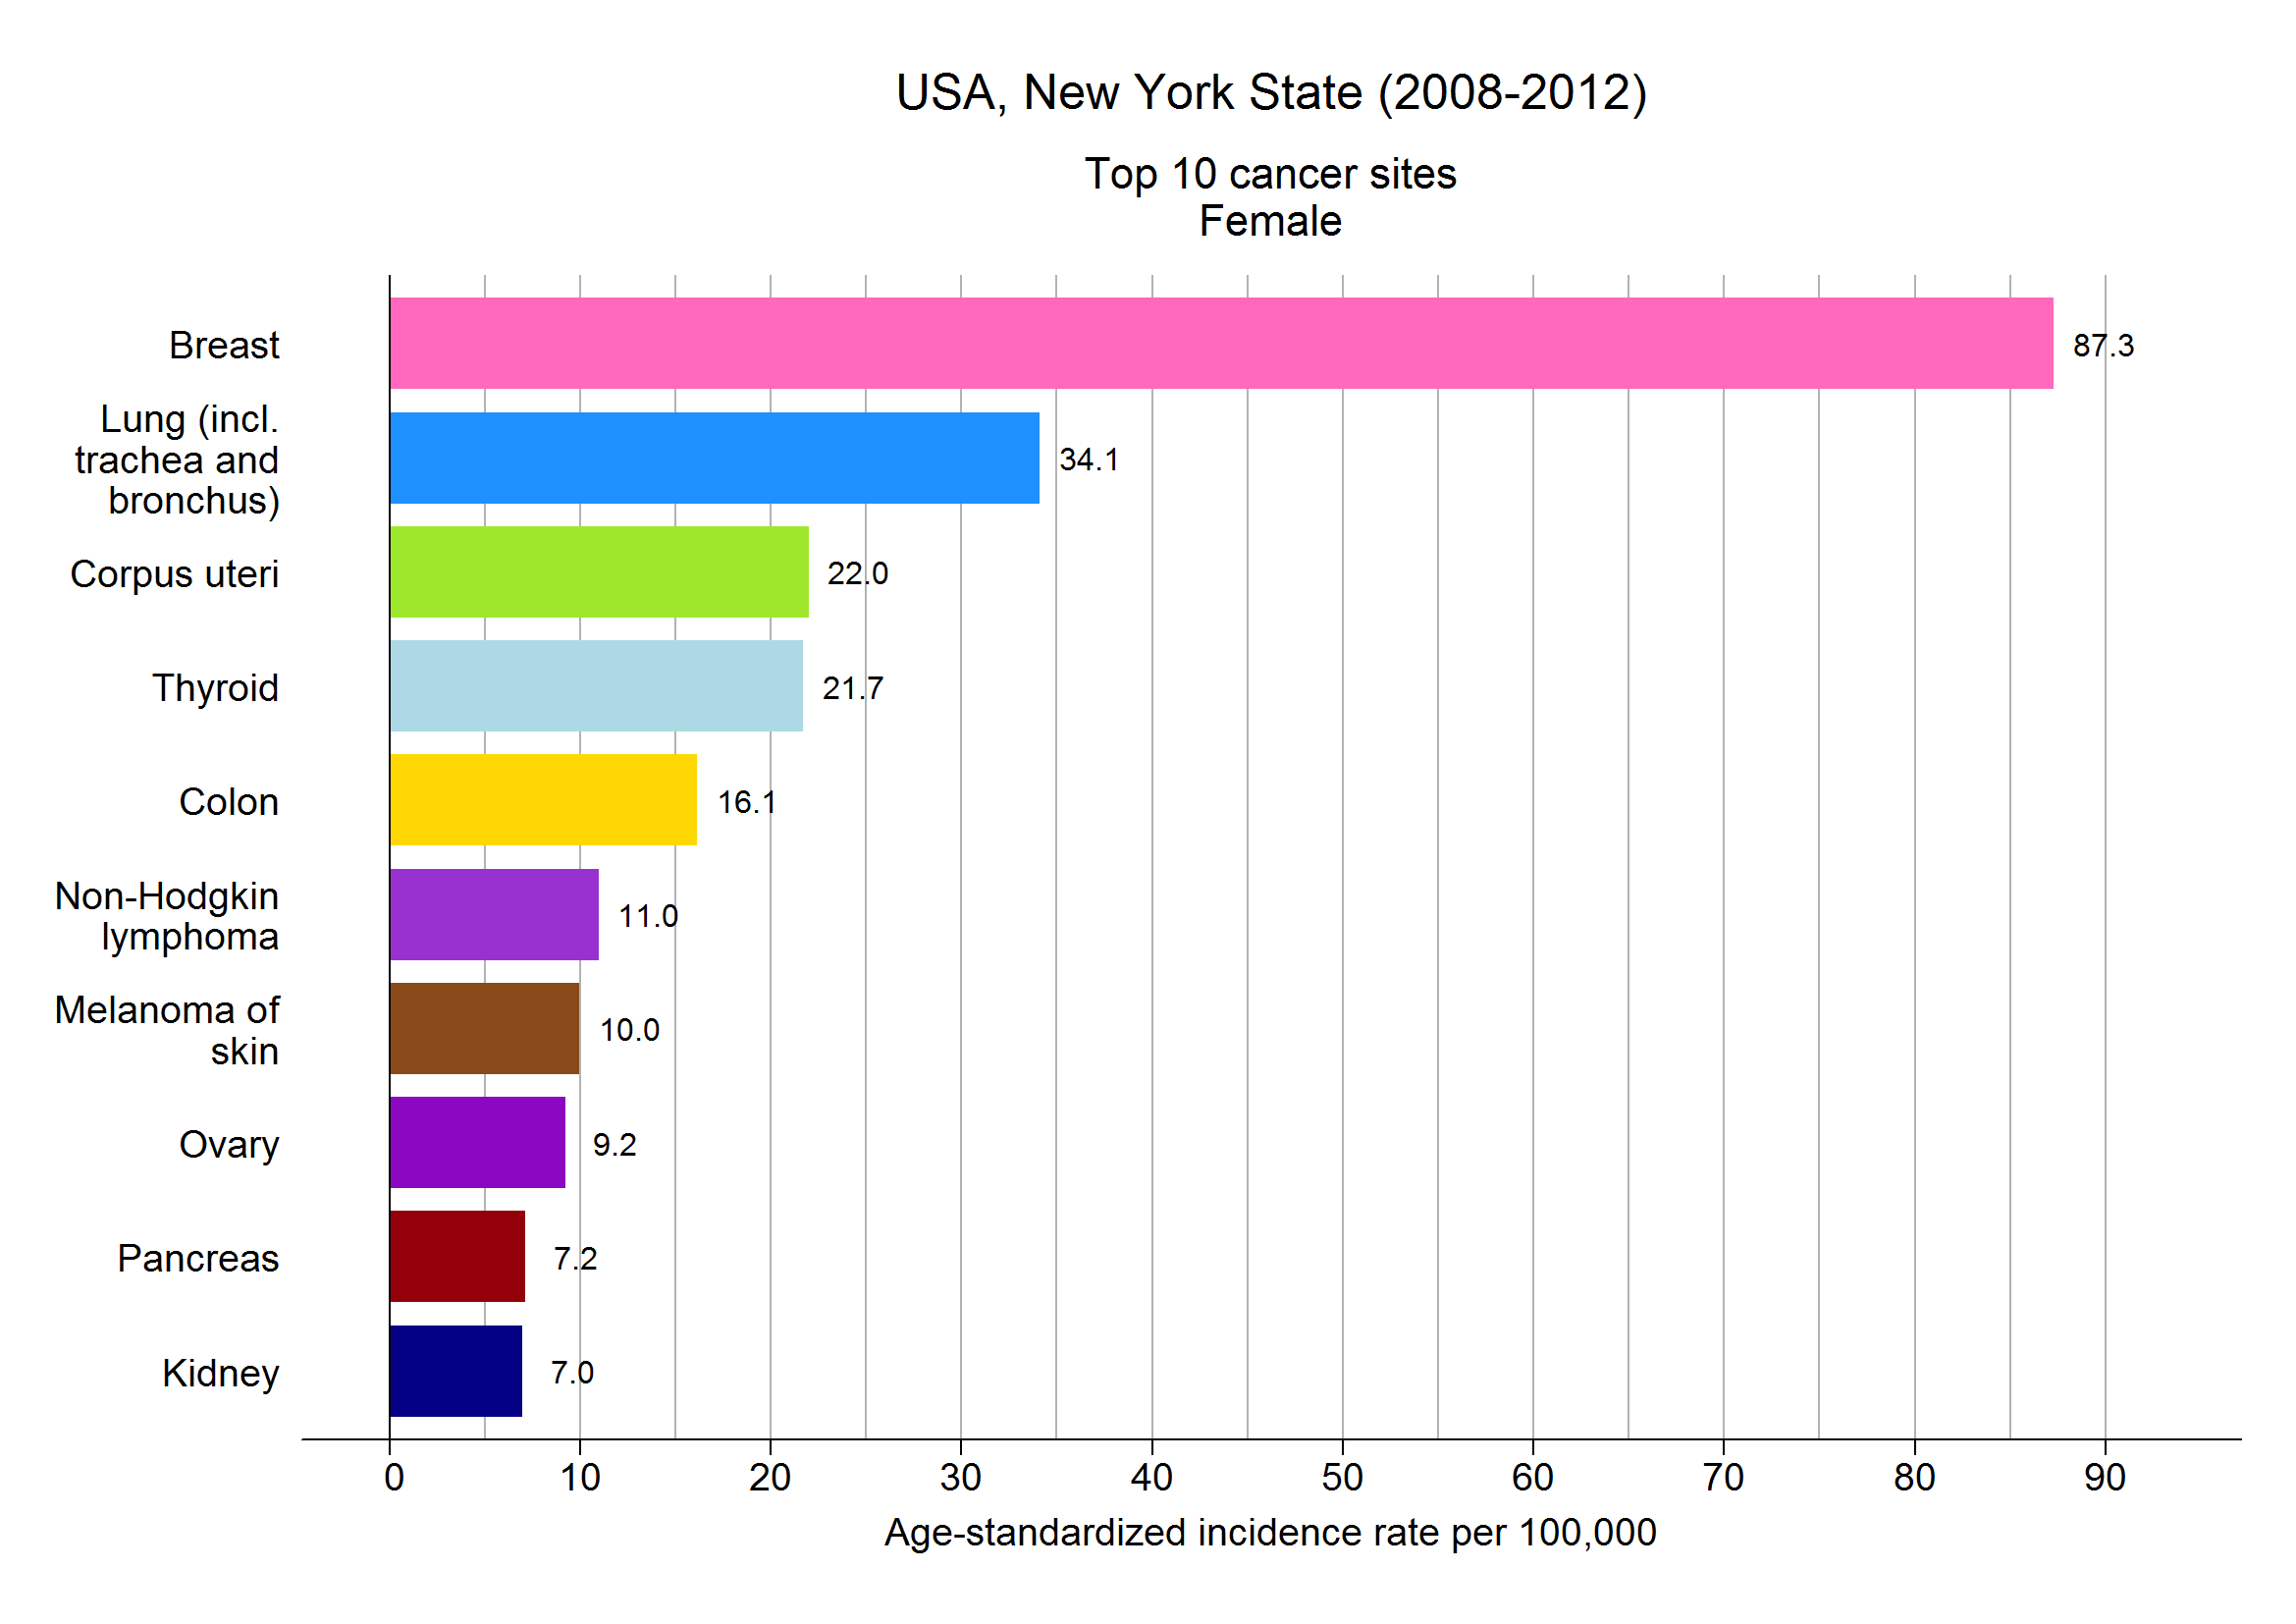 USA, New York State (2008-2012)
Top 10 cancer sites
Female
Breast
87.3
Lung (incl.
trachea and
bronchus)
34.1
Corpus uteri
22.0
Thyroid
21.7
Colon
16.1
Non-Hodgkin
lymphoma
11.0
Melanoma of
skin
10.0
Ovary
9.2
Pancreas
7.2
Kidney
7.0
0 10 20 30 40 50 60 70 80 90
Age-standardized incidence rate per 100,000